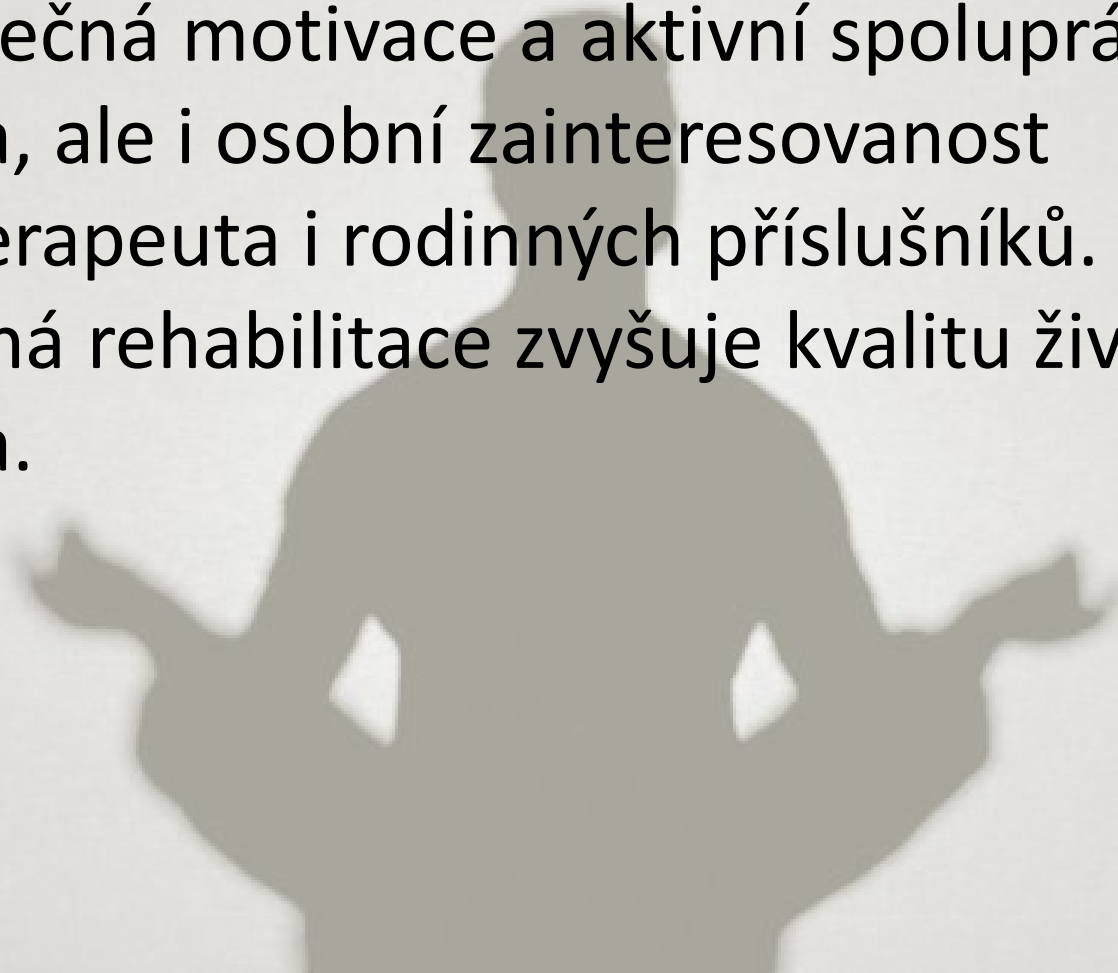 ečná motivace a aktivní spoluprá
, ale i osobní zainteresovanost
erapeuta i rodinných příslušníků.
ná rehabilitace zvyšuje kvalitu živ
a.